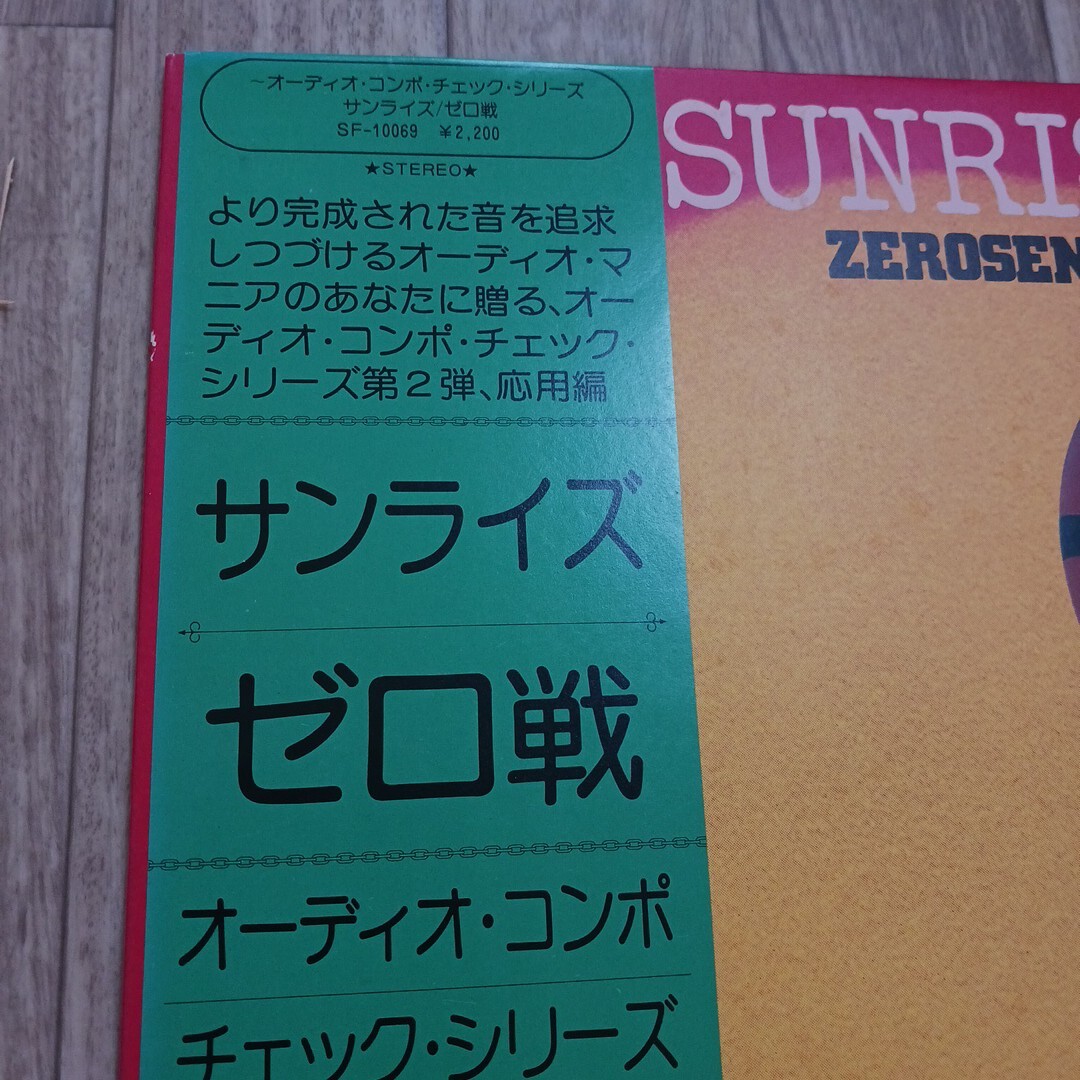 ～オーディオ・コンポ・チェック・シリーズ
サンライズ/ゼロ戦
SF-10069 ¥2,200
★STEREO★
より完成された音を追求
しつづけるオーディオ・マ
ニアのあなたに贈る、オー
ディオ・コンポ・チェック・
シリーズ第2弾、応用編
サンライズ
ゼロ戦
オーディオ・コンポ
チェック・シリーズ
SUNRIS
ZEROSEN